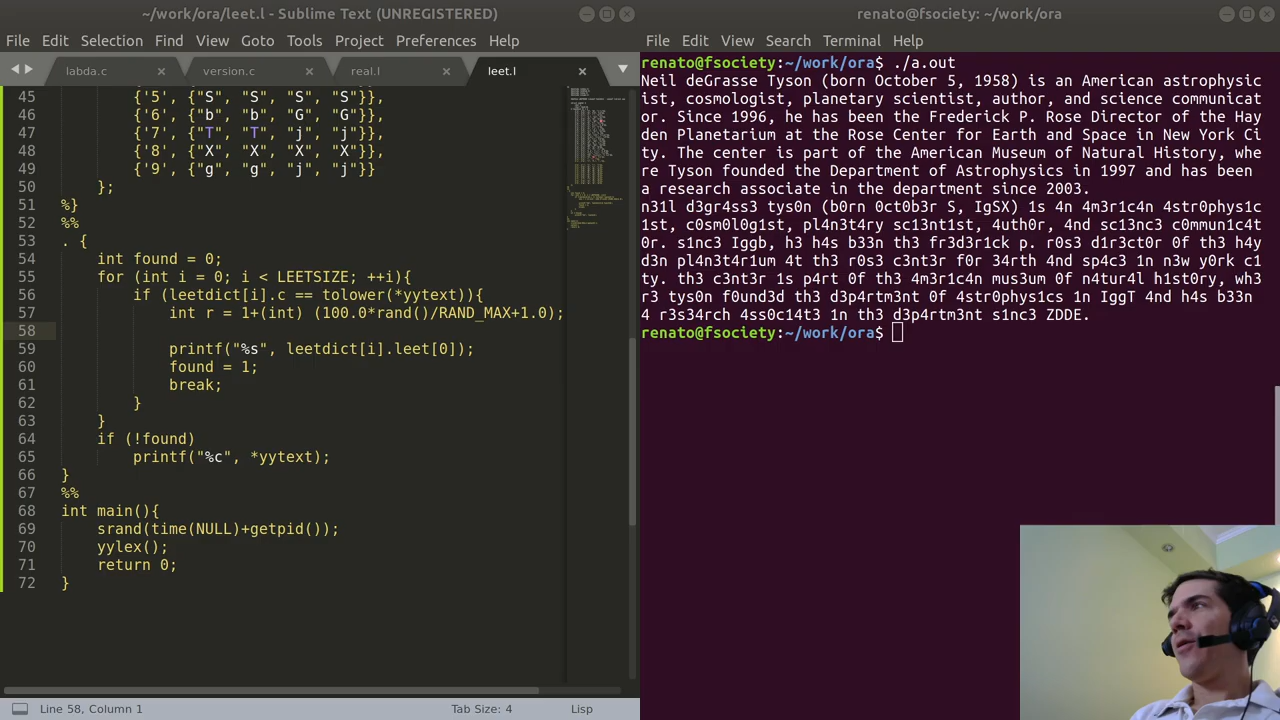 ~/work/ora/leet.l - Sublime Text (UNREGISTERED)
File Edit Selection Find View Goto Tools Project Preferences Help
labda.c × version.c × real.l × leet.l ×
45 {'5', {"S", "S", "S", "S"}},
46 {'6', {"b", "b", "G", "G"}},
47 {'7', {"T", "T", "j", "j"}},
48 {'8', {"X", "X", "X", "X"}},
49 {'9', {"g", "g", "j", "j"}}
50 };
51 %}
52 %%
53 . {
54 int found = 0;
55 for (int i = 0; i < LEETSIZE; ++i){
56 if (leetdict[i].c == tolower(*yytext)){
57 int r = 1+(int) (100.0*rand()/RAND_MAX+1.0);
58
59 printf("%s", leetdict[i].leet[0]);
60 found = 1;
61 break;
62 }
63 }
64 if (!found)
65 printf("%c", *yytext);
66 }
67 %%
68 int main(){
69 srand(time(NULL)+getpid());
70 yylex();
71 return 0;
72 }
Line 58, Column 1 Tab Size: 4 Lisp
renato@fsociety: ~/work/ora
File Edit View Search Terminal Help
renato@fsociety:~/work/ora$ ./a.out
Neil deGrasse Tyson (born October 5, 1958) is an American astrophysic
ist, cosmologist, planetary scientist, author, and science communicat
or. Since 1996, he has been the Frederick P. Rose Director of the Hay
den Planetarium at the Rose Center for Earth and Space in New York Ci
ty. The center is part of the American Museum of Natural History, whe
re Tyson founded the Department of Astrophysics in 1997 and has been
a research associate in the department since 2003.
n31l d3gr4ss3 tys0n (b0rn 0ct0b3r S, IgSX) 1s 4n 4m3r1c4n 4str0phys1c
1st, c0sm0l0g1st, pl4n3t4ry sc13nt1st, 4uth0r, 4nd sc13nc3 c0mmun1c4t
0r. s1nc3 Iggb, h3 h4s b33n th3 fr3d3r1ck p. r0s3 d1r3ct0r 0f th3 h4y
d3n pl4n3t4r1um 4t th3 r0s3 c3nt3r f0r 34rth 4nd sp4c3 1n n3w y0rk c1
ty. th3 c3nt3r 1s p4rt 0f th3 4m3r1c4n mus3um 0f n4tur4l h1st0ry, wh3
r3 tys0n f0und3d th3 d3p4rtm3nt 0f 4str0phys1cs 1n IggT 4nd h4s b33n
4 r3s34rch 4ss0c14t3 1n th3 d3p4rtm3nt s1nc3 ZDDE.
renato@fsociety:~/work/ora$